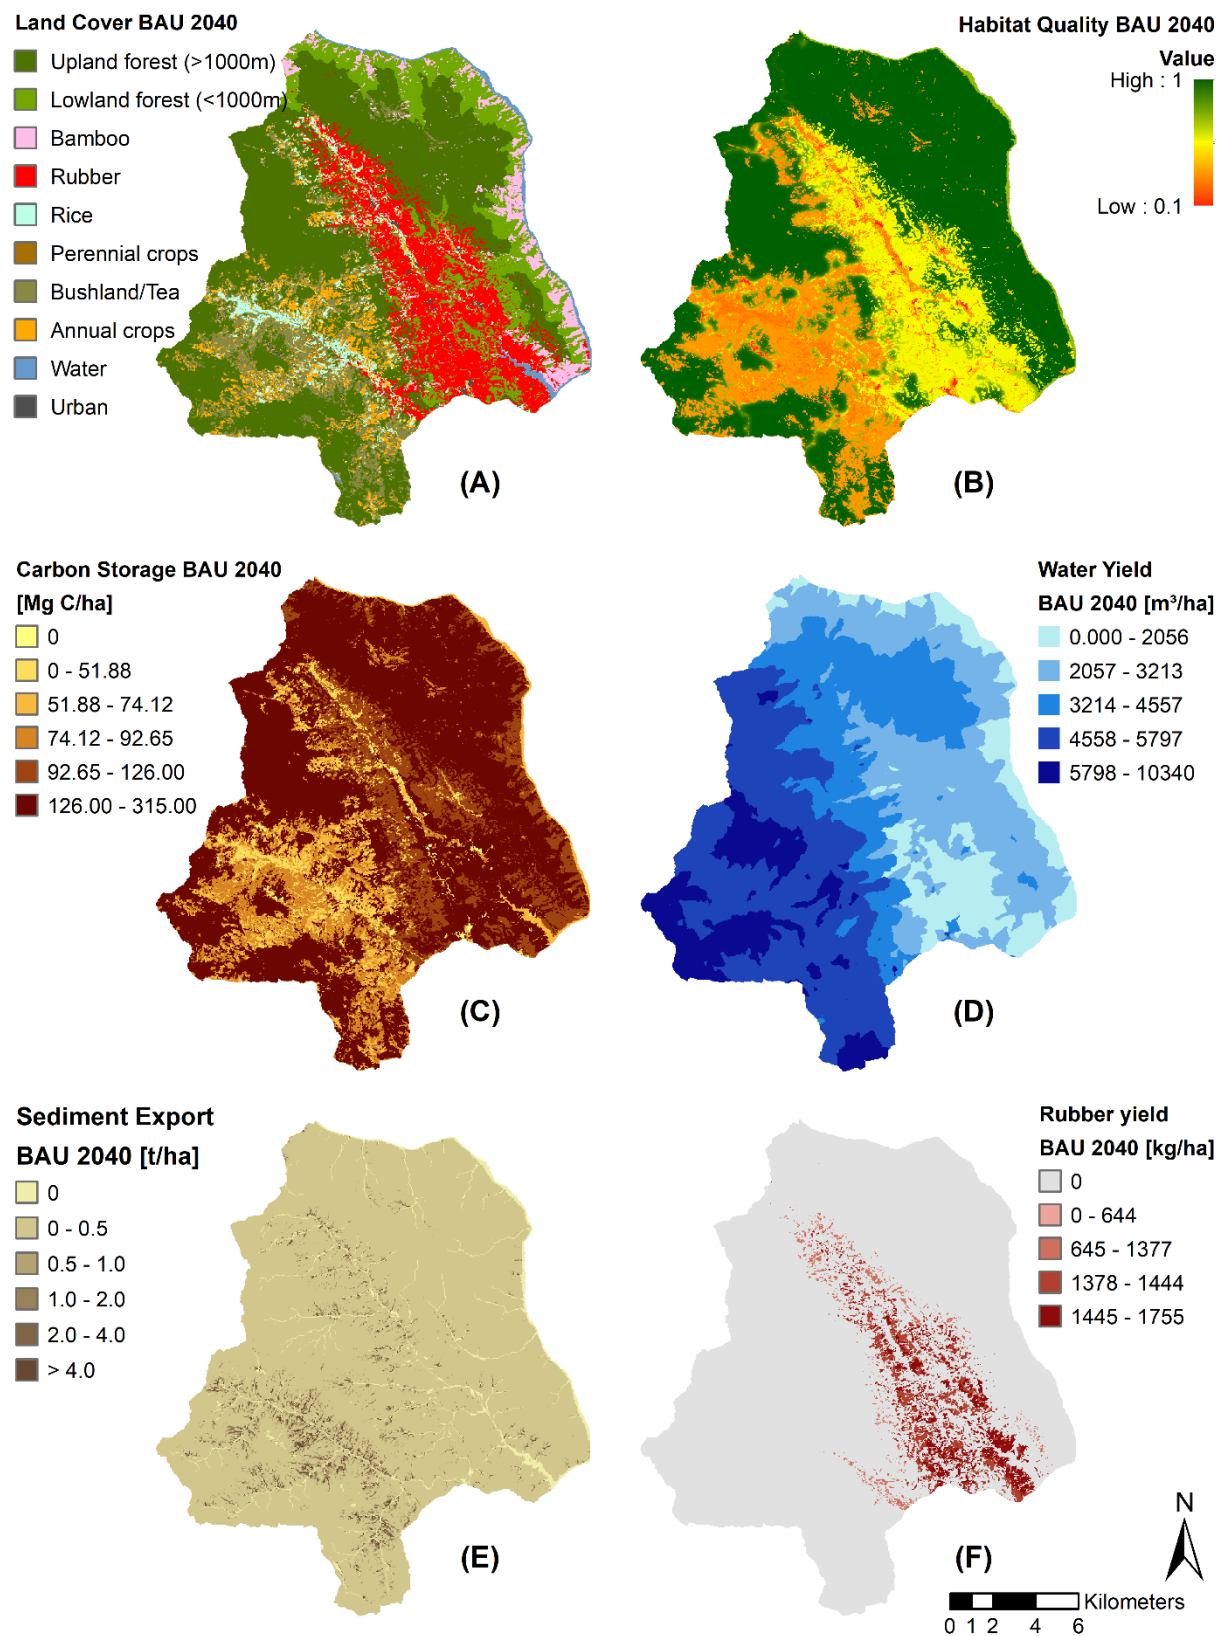 Land Cover BAU 2040
Upland forest (>1000m)
Lowland forest (<1000m)
Bamboo
Rubber
Rice
Perennial crops
Bushland/Tea
Annual crops
Water
Urban
(A)
Habitat Quality BAU 2040
Value
High : 1
Low : 0.1
(B)
Carbon Storage BAU 2040
[Mg C/ha]
0
0 - 51.88
51.88 - 74.12
74.12 - 92.65
92.65 - 126.00
126.00 - 315.00
(C)
Water Yield
BAU 2040 [m³/ha]
0.000 - 2056
2057 - 3213
3214 - 4557
4558 - 5797
5798 - 10340
(D)
Sediment Export
BAU 2040 [t/ha]
0
0 - 0.5
0.5 - 1.0
1.0 - 2.0
2.0 - 4.0
> 4.0
(E)
Rubber yield
BAU 2040 [kg/ha]
0
0 - 644
645 - 1377
1378 - 1444
1445 - 1755
(F)
N
Kilometers
0 1 2 4 6